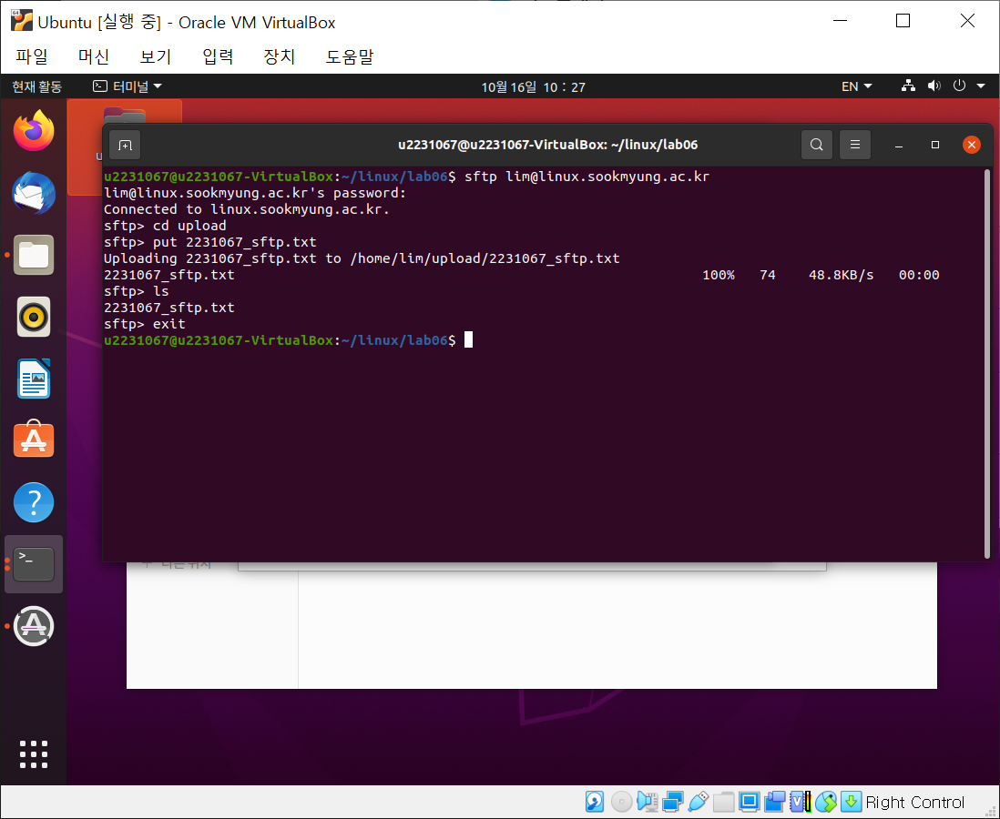 Ubuntu [실행 중] - Oracle VM VirtualBox
파일 머신 보기 입력 장치 도움말
현재 활동 터미널 10월 16일 10 : 27 EN
u2231067@u2231067-VirtualBox: ~/linux/lab06
u2231067@u2231067-VirtualBox:~/linux/lab06$ sftp lim@linux.sookmyung.ac.kr
lim@linux.sookmyung.ac.kr's password:
Connected to linux.sookmyung.ac.kr.
sftp> cd upload
sftp> put 2231067_sftp.txt
Uploading 2231067_sftp.txt to /home/lim/upload/2231067_sftp.txt
2231067_sftp.txt 100% 74 48.8KB/s 00:00
sftp> ls
2231067_sftp.txt
sftp> exit
u2231067@u2231067-VirtualBox:~/linux/lab06$
Right Control